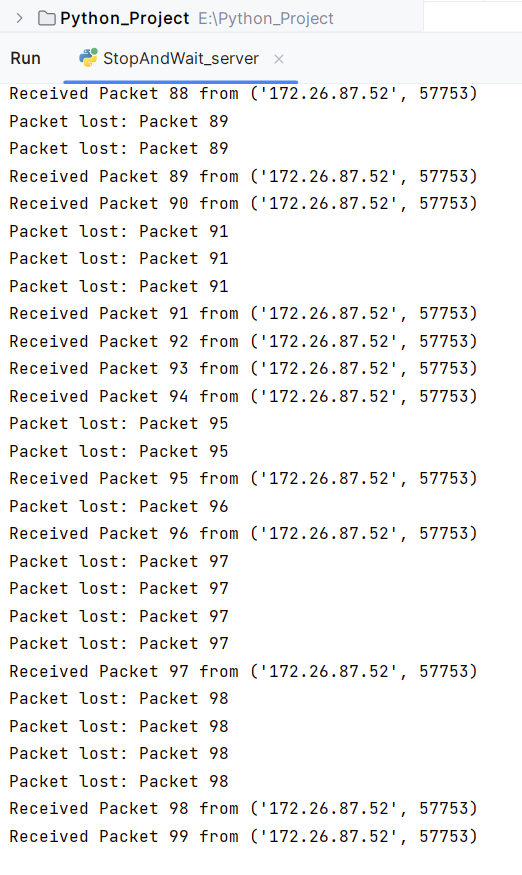 Python_Project E:\Python_Project
Run StopAndWait_server
Received Packet 88 from ('172.26.87.52', 57753)
Packet lost: Packet 89
Packet lost: Packet 89
Received Packet 89 from ('172.26.87.52', 57753)
Received Packet 90 from ('172.26.87.52', 57753)
Packet lost: Packet 91
Packet lost: Packet 91
Packet lost: Packet 91
Received Packet 91 from ('172.26.87.52', 57753)
Received Packet 92 from ('172.26.87.52', 57753)
Received Packet 93 from ('172.26.87.52', 57753)
Received Packet 94 from ('172.26.87.52', 57753)
Packet lost: Packet 95
Packet lost: Packet 95
Received Packet 95 from ('172.26.87.52', 57753)
Packet lost: Packet 96
Received Packet 96 from ('172.26.87.52', 57753)
Packet lost: Packet 97
Packet lost: Packet 97
Packet lost: Packet 97
Packet lost: Packet 97
Received Packet 97 from ('172.26.87.52', 57753)
Packet lost: Packet 98
Packet lost: Packet 98
Packet lost: Packet 98
Packet lost: Packet 98
Received Packet 98 from ('172.26.87.52', 57753)
Received Packet 99 from ('172.26.87.52', 57753)